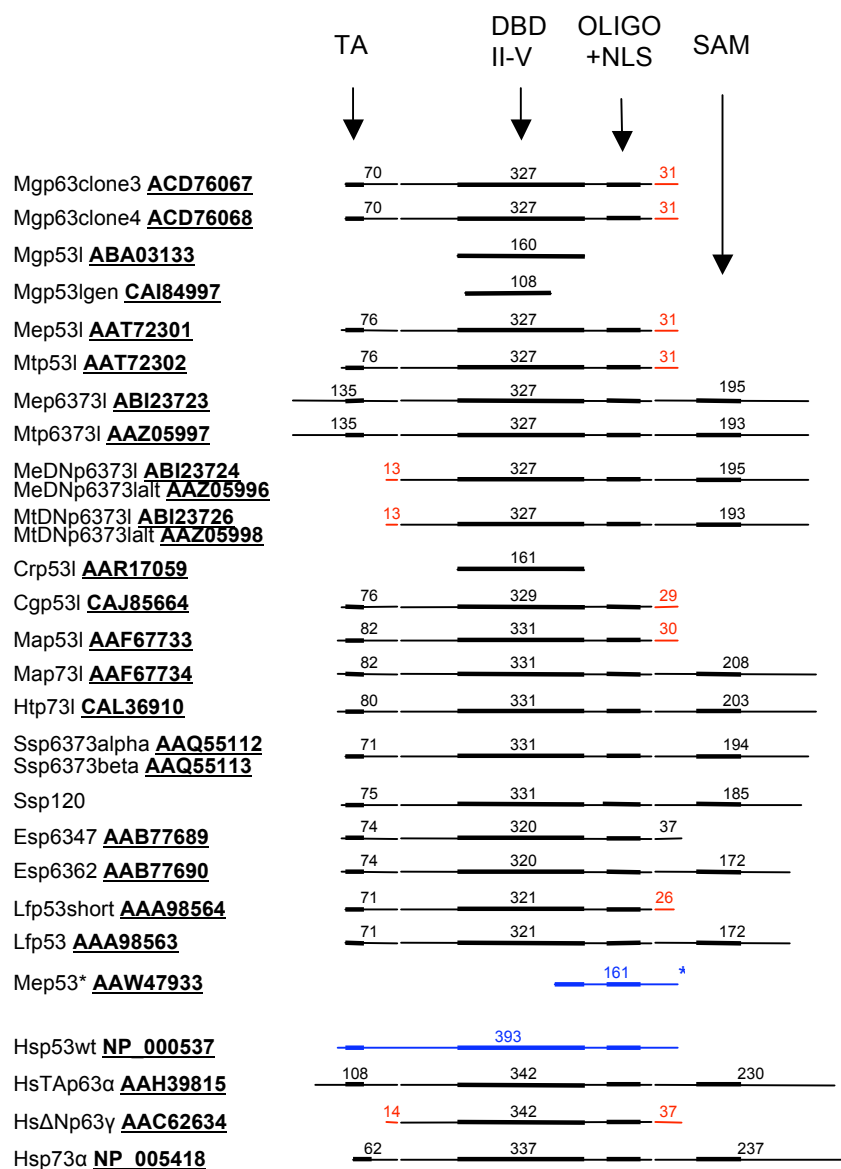 TA DBD OLIGO SAM
II-V +NLS
Mgp63clone3 ACD76067 70 327 31
Mgp63clone4 ACD76068 70 327 31
Mgp53l ABA03133 160
Mgp53lgen CAI84997 108
Mep53l AAT72301 76 327 31
Mtp53l AAT72302 76 327 31
Mep6373l ABI23723 135 327 195
Mtp6373l AAZ05997 135 327 193
MeDNp6373l ABI23724 13 327 195
MeDNp6373lalt AAZ05996
MtDNp6373l ABI23726 13 327 193
MtDNp6373lalt AAZ05998
Crp53l AAR17059 161
Cgp53l CAJ85664 76 329 29
Map53l AAF67733 82 331 30
Map73l AAF67734 82 331 208
Htp73l CAL36910 80 331 203
Ssp6373alpha AAQ55112 71 331 194
Ssp6373beta AAQ55113
Ssp120 75 331 185
Esp6347 AAB77689 74 320 37
Esp6362 AAB77690 74 320 172
Lfp53short AAA98564 71 321 26
Lfp53 AAA98563 71 321 172
Mep53* AAW47933 161 *
Hsp53wt NP_000537 393
HsTAp63α AAH39815 108 342 230
HsΔNp63γ AAC62634 14 342 37
Hsp73α NP_005418 62 337 237